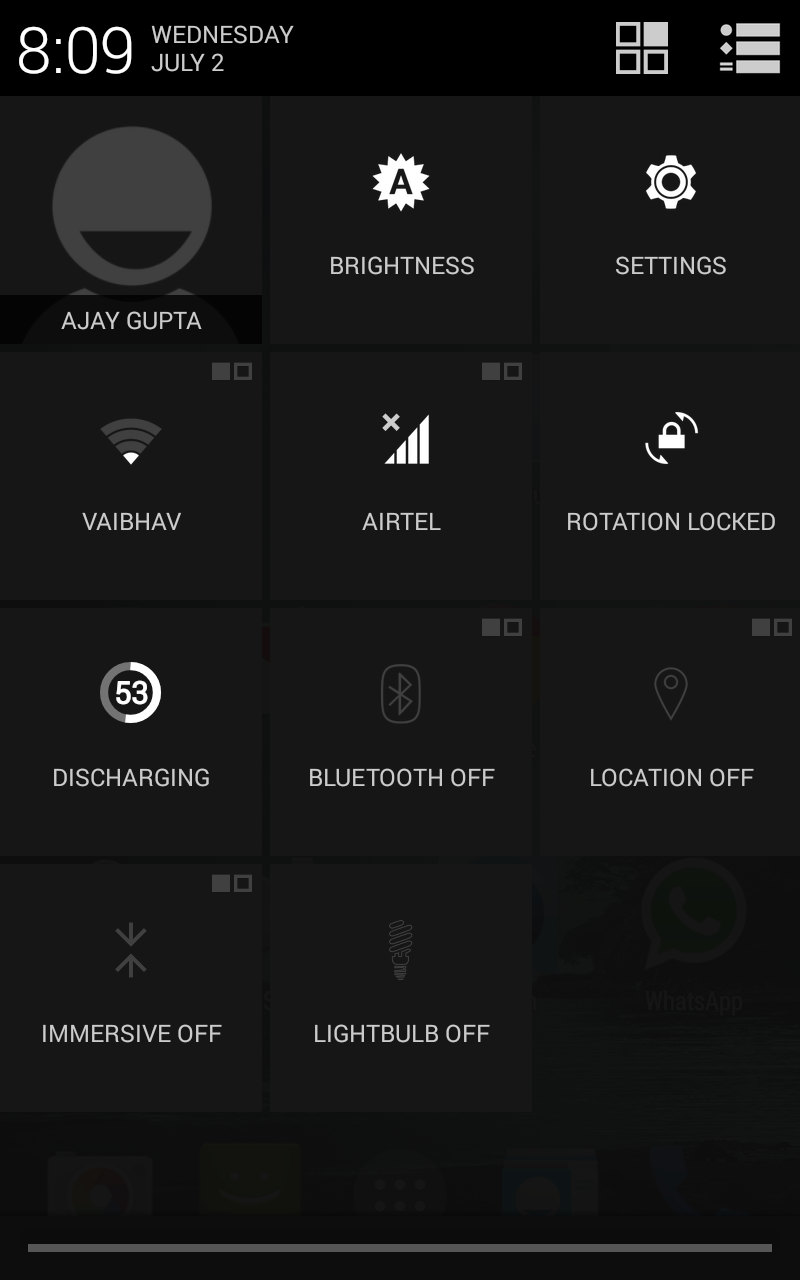 8:09
WEDNESDAY
JULY 2
A
BRIGHTNESS
SETTINGS
AJAY GUPTA
VAIBHAV
AIRTEL
ROTATION LOCKED
53
DISCHARGING
BLUETOOTH OFF
LOCATION OFF
WhatsApp
IMMERSIVE OFF
LIGHTBULB OFF